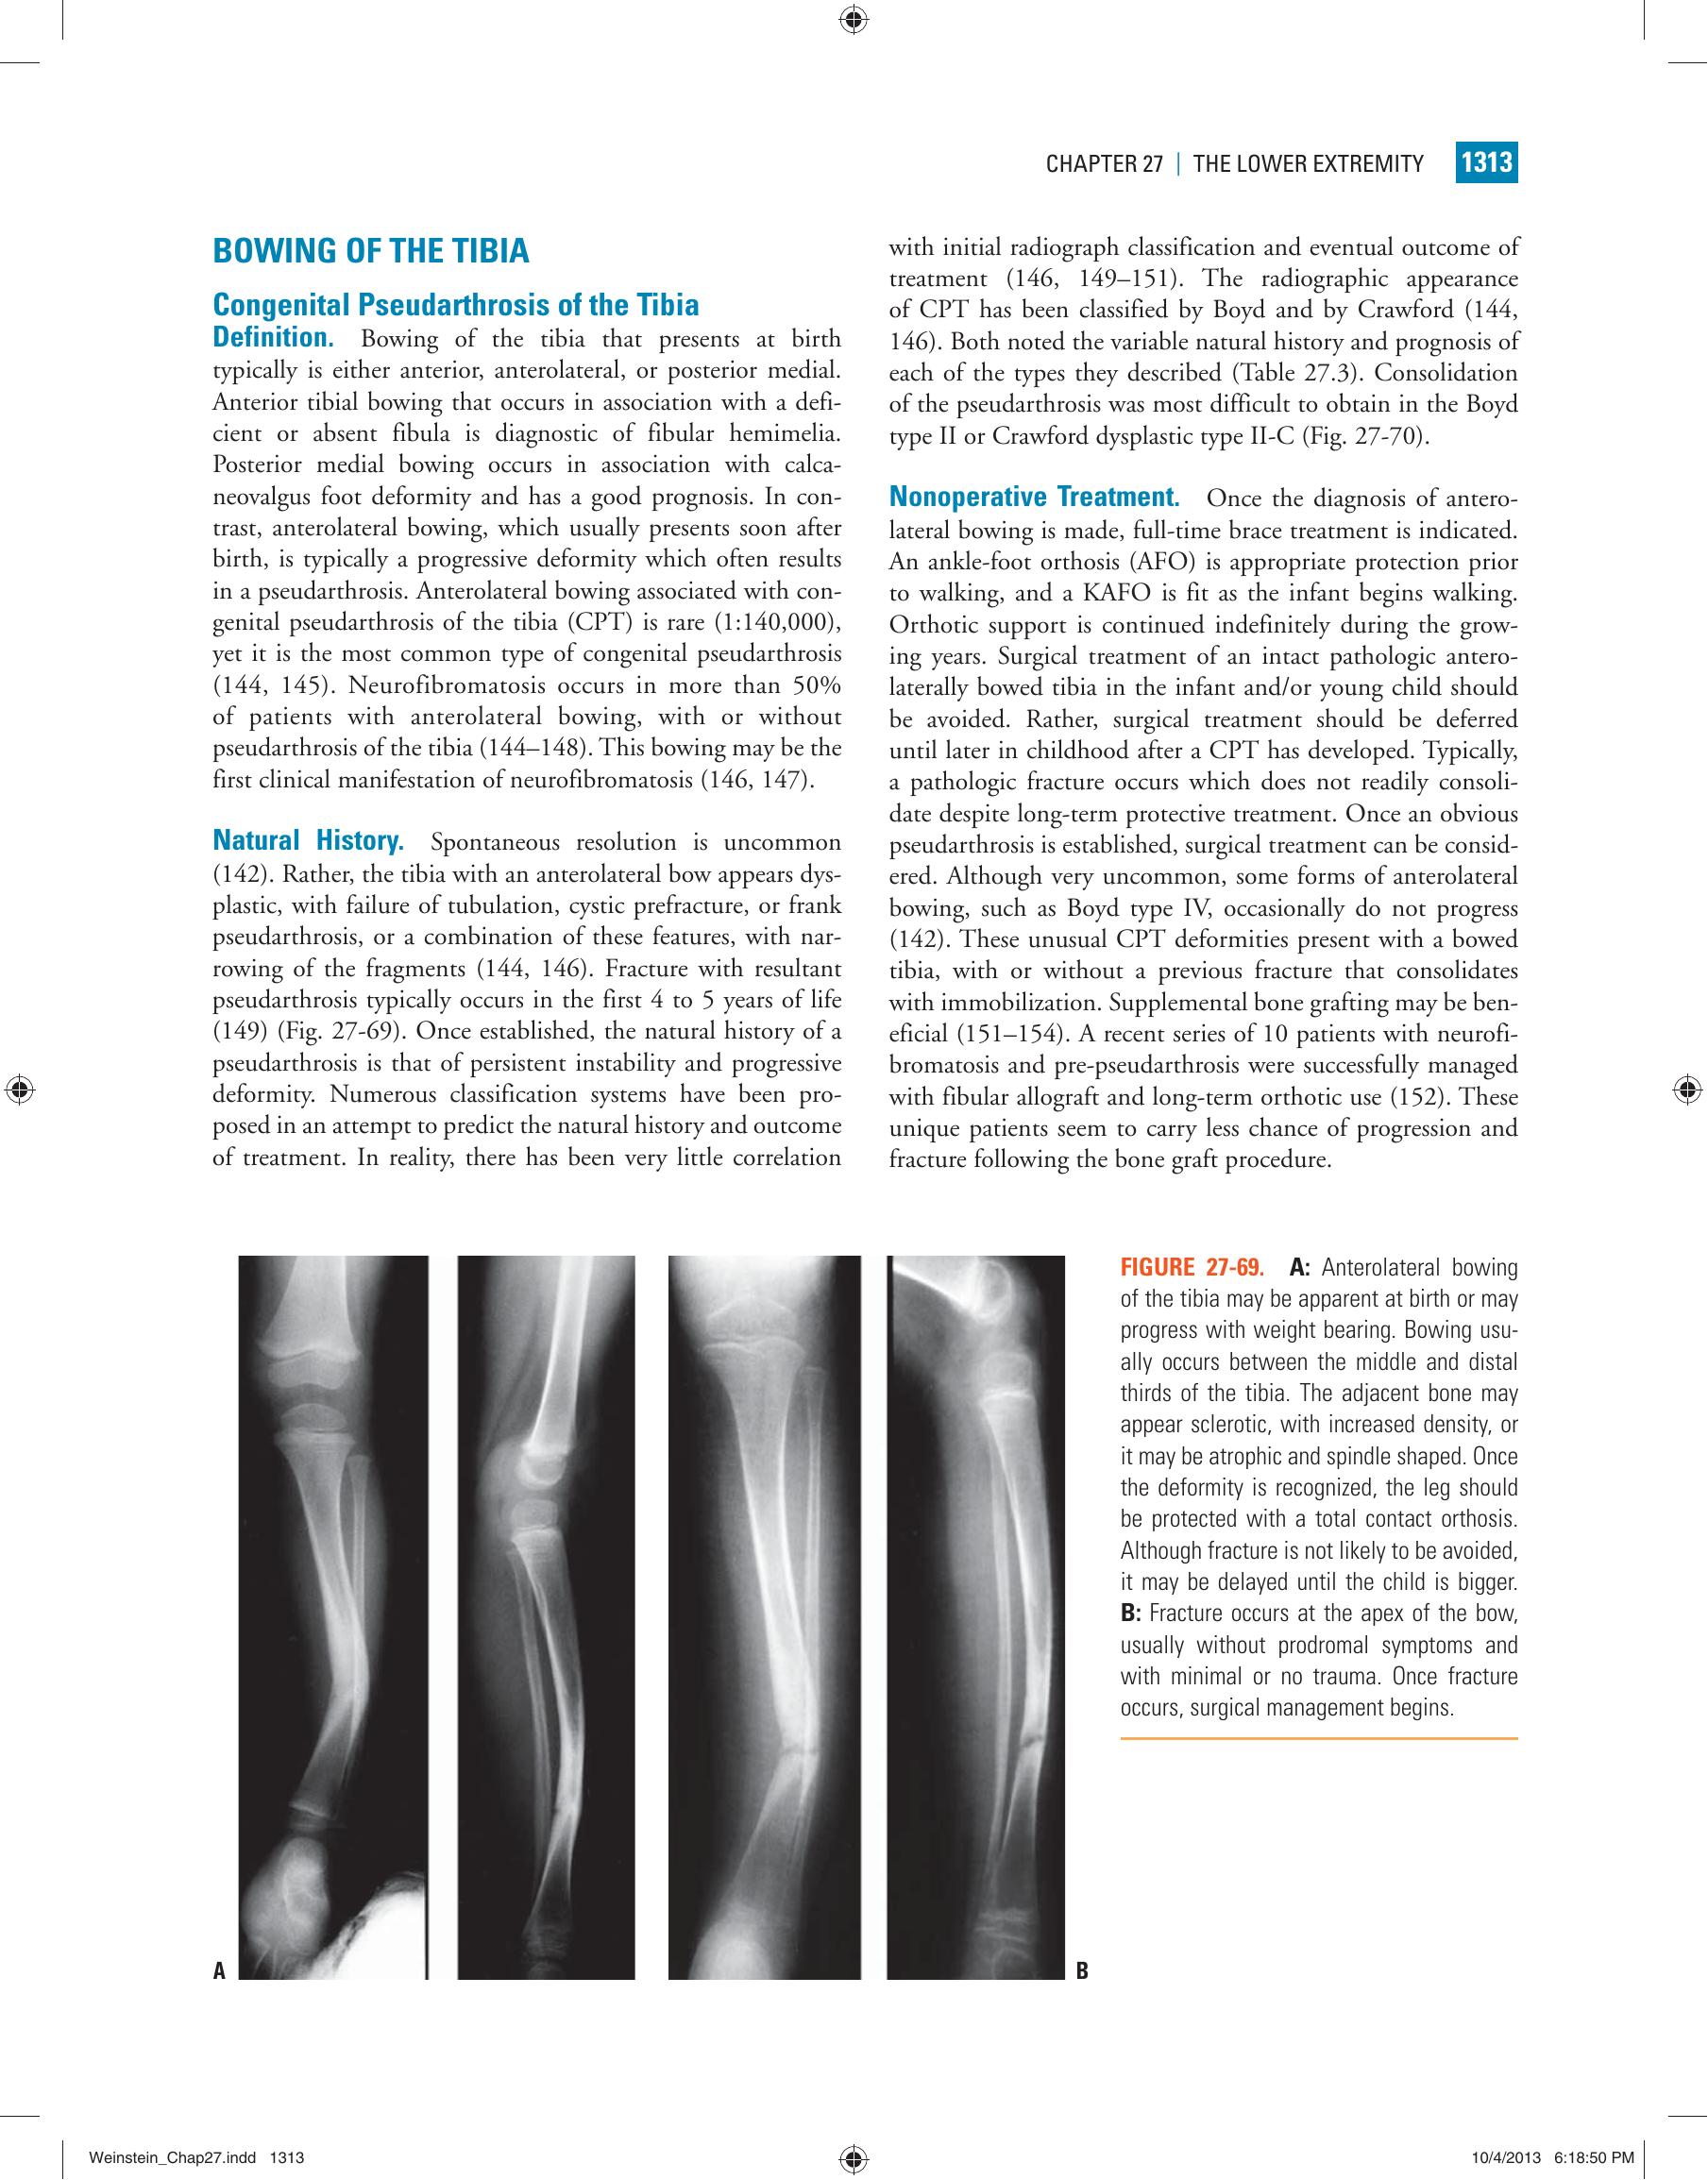 CHAPTER 27 | THE LOWER EXTREMITY 1313
BOWING OF THE TIBIA
Congenital Pseudarthrosis of the Tibia
Definition. Bowing of the tibia that presents at birth
typically is either anterior, anterolateral, or posterior medial.
Anterior tibial bowing that occurs in association with a defi-
cient or absent fibula is diagnostic of fibular hemimelia.
Posterior medial bowing occurs in association with calca-
neovalgus foot deformity and has a good prognosis. In con-
trast, anterolateral bowing, which usually presents soon after
birth, is typically a progressive deformity which often results
in a pseudarthrosis. Anterolateral bowing associated with con-
genital pseudarthrosis of the tibia (CPT) is rare (1:140,000),
yet it is the most common type of congenital pseudarthrosis
(144, 145). Neurofibromatosis occurs in more than 50%
of patients with anterolateral bowing, with or without
pseudarthrosis of the tibia (144–148). This bowing may be the
first clinical manifestation of neurofibromatosis (146, 147).
Natural History. Spontaneous resolution is uncommon
(142). Rather, the tibia with an anterolateral bow appears dys-
plastic, with failure of tubulation, cystic prefracture, or frank
pseudarthrosis, or a combination of these features, with nar-
rowing of the fragments (144, 146). Fracture with resultant
pseudarthrosis typically occurs in the first 4 to 5 years of life
(149) (Fig. 27-69). Once established, the natural history of a
pseudarthrosis is that of persistent instability and progressive
deformity. Numerous classification systems have been pro-
posed in an attempt to predict the natural history and outcome
of treatment. In reality, there has been very little correlation
with initial radiograph classification and eventual outcome of
treatment (146, 149–151). The radiographic appearance
of CPT has been classified by Boyd and by Crawford (144,
146). Both noted the variable natural history and prognosis of
each of the types they described (Table 27.3). Consolidation
of the pseudarthrosis was most difficult to obtain in the Boyd
type II or Crawford dysplastic type II-C (Fig. 27-70).
Nonoperative Treatment. Once the diagnosis of antero-
lateral bowing is made, full-time brace treatment is indicated.
An ankle-foot orthosis (AFO) is appropriate protection prior
to walking, and a KAFO is fit as the infant begins walking.
Orthotic support is continued indefinitely during the grow-
ing years. Surgical treatment of an intact pathologic antero-
laterally bowed tibia in the infant and/or young child should
be avoided. Rather, surgical treatment should be deferred
until later in childhood after a CPT has developed. Typically,
a pathologic fracture occurs which does not readily consoli-
date despite long-term protective treatment. Once an obvious
pseudarthrosis is established, surgical treatment can be consid-
ered. Although very uncommon, some forms of anterolateral
bowing, such as Boyd type IV, occasionally do not progress
(142). These unusual CPT deformities present with a bowed
tibia, with or without a previous fracture that consolidates
with immobilization. Supplemental bone grafting may be ben-
eficial (151–154). A recent series of 10 patients with neurofi-
bromatosis and pre-pseudarthrosis were successfully managed
with fibular allograft and long-term orthotic use (152). These
unique patients seem to carry less chance of progression and
fracture following the bone graft procedure.
FIGURE 27-69. A: Anterolateral bowing
of the tibia may be apparent at birth or may
progress with weight bearing. Bowing usu-
ally occurs between the middle and distal
thirds of the tibia. The adjacent bone may
appear sclerotic, with increased density, or
it may be atrophic and spindle shaped. Once
the deformity is recognized, the leg should
be protected with a total contact orthosis.
Although fracture is not likely to be avoided,
it may be delayed until the child is bigger.
B: Fracture occurs at the apex of the bow,
usually without prodromal symptoms and
with minimal or no trauma. Once fracture
occurs, surgical management begins.
A
B
Weinstein_Chap27.indd 1313
10/4/2013 6:18:50 PM